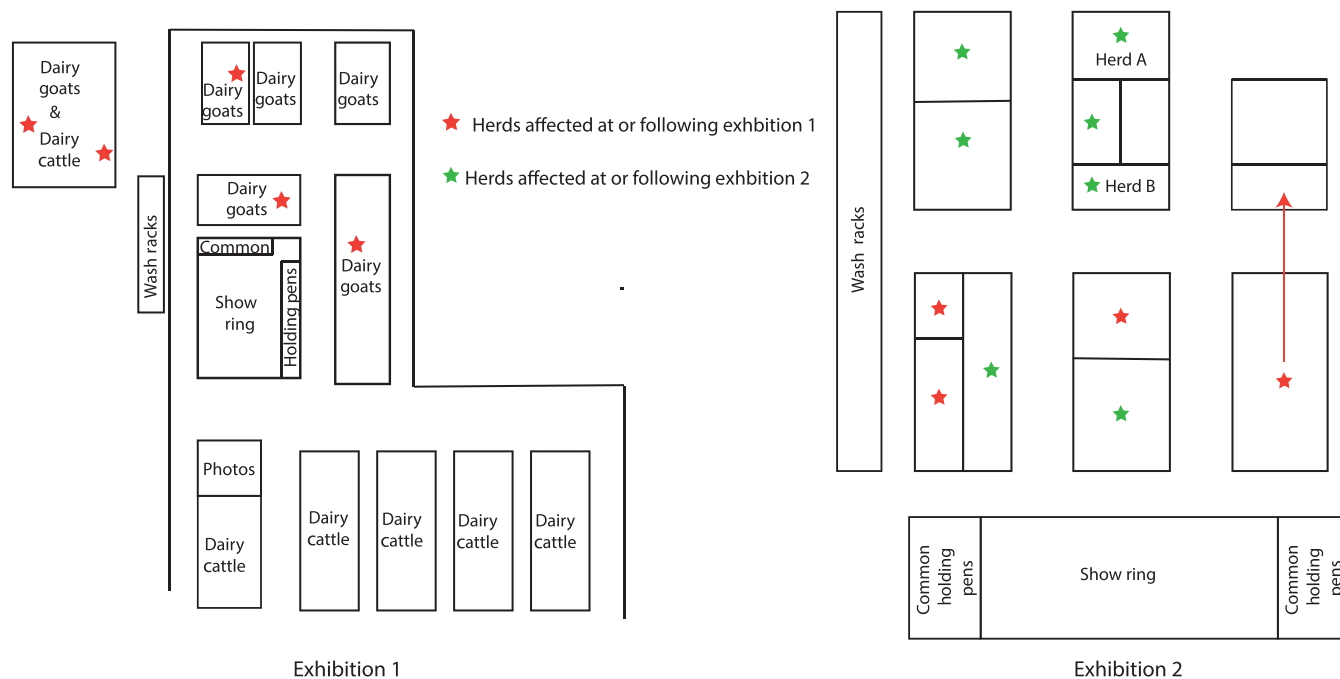 Dairy
goats
&
Dairy
cattle
Dairy
goats
Dairy
goats
Dairy
goats
Wash racks
Dairy
goats
Common
Show
ring
Holding pens
Dairy
goats
Photos
Dairy
cattle
Dairy
cattle
Dairy
cattle
Dairy
cattle
Dairy
cattle
Exhibition 1
Herds affected at or following exhbition 1
Herds affected at or following exhbition 2
Wash racks
Herd A
Herd B
Common
holding
pens
Show ring
Common
holding
pens
Exhibition 2